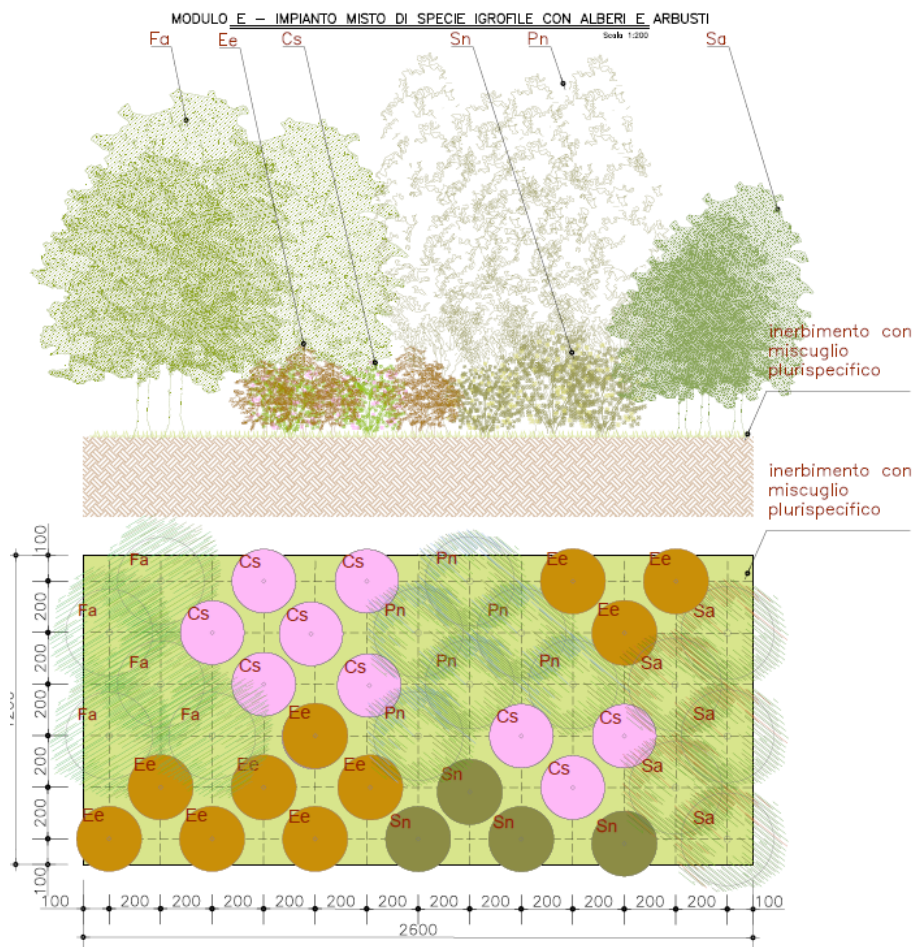 MODULO E – IMPIANTO MISTO DI SPECIE IGROFILE CON ALBERI E ARBUSTI
Scala 1:200
Fa Ee Cs Sn Pn Sa
inerbimento con
miscuglio
plurispecifico
inerbimento con
miscuglio
plurispecifico
100
Fa Cs Cs Pn Ee Ee
200
Fa Cs Cs Pn Pn Ee Sa
200
Fa Cs Cs Pn Pn Sa
200
Fa Fa Ee Pn Cs Cs Sa
200
Ee Ee Ee Sn Cs Sa
200
Ee Ee Ee Sn Sn Sn Sa
100
100 200 200 200 200 200 200 200 200 200 200 200 200 100
2600